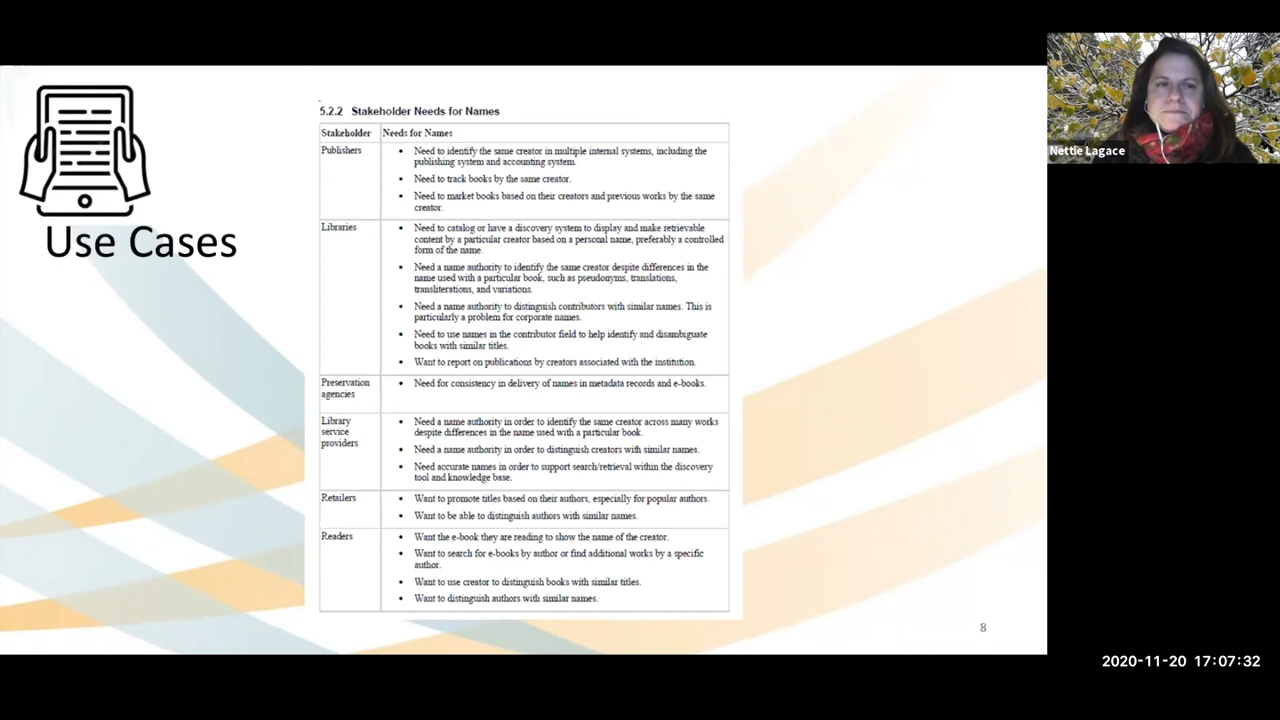 5.2.2 Stakeholder Needs for Names
Stakeholder Needs for Names
Publishers
• Need to identify the same creator in multiple internal systems, including the
publishing system and accounting system.
• Need to track books by the same creator.
• Need to market books based on their creators and previous works by the same
creator.
Libraries
• Need to catalog or have a discovery system to display and make retrievable
content by a particular creator based on a personal name, preferably a controlled
form of the name.
• Need a name authority to identify the same creator despite differences in the
name used with a particular book, such as pseudonyms, translations,
transliterations, and variations.
• Need a name authority to distinguish contributors with similar names. This is
particularly a problem for corporate names.
• Need to use names in the contributor field to help identify and disambiguate
books with similar titles.
• Want to report on publications by creators associated with the institution.
Preservation
agencies
• Need for consistency in delivery of names in metadata records and e-books.
Library
service
providers
• Need a name authority in order to identify the same creator across many works
despite differences in the name used with a particular book.
• Need a name authority in order to distinguish creators with similar names.
• Need accurate names in order to support search/retrieval within the discovery
tool and knowledge base.
Retailers
• Want to promote titles based on their authors, especially for popular authors.
• Want to be able to distinguish authors with similar names.
Readers
• Want the e-book they are reading to show the name of the creator.
• Want to search for e-books by author or find additional works by a specific
author.
• Want to use creator to distinguish books with similar titles.
• Want to distinguish authors with similar names.
Use Cases
8
Nettie Lagace
2020-11-20 17:07:32